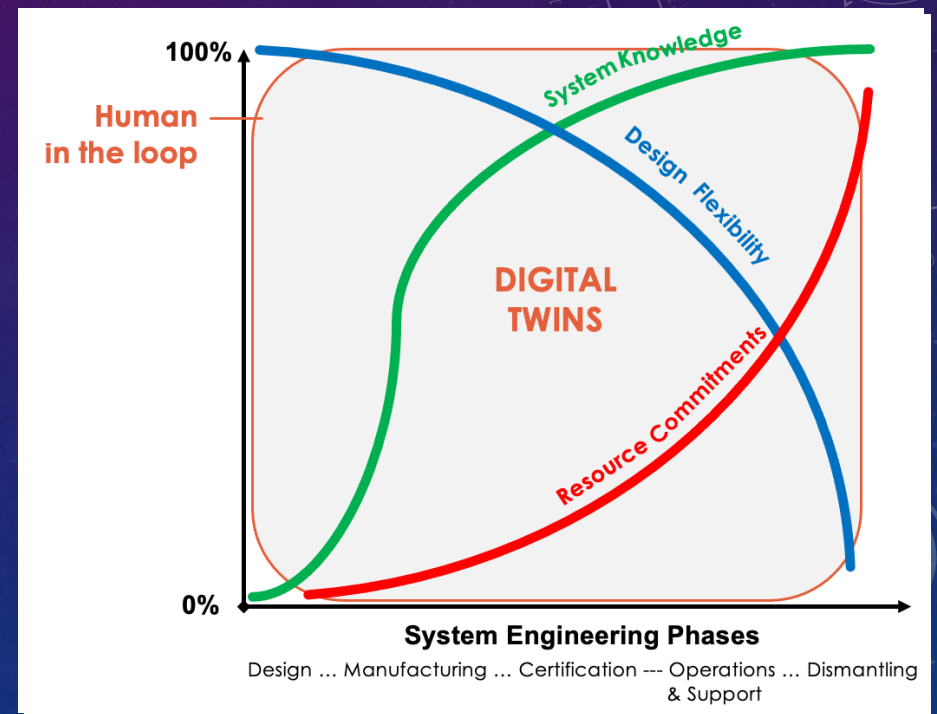 100%
System Knowledge
Human
in the loop
Design Flexibility
DIGITAL
TWINS
Resource Commitments
0%
System Engineering Phases
Design ... Manufacturing ... Certification --- Operations ... Dismantling
& Support